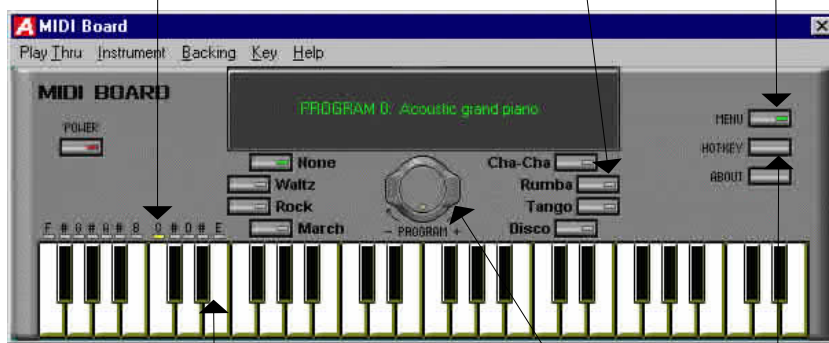 MIDI Board
Play Thru Instrument Backing Key Help
MIDI BOARD
POWER
PROGRAM 0: Acoustic grand piano
MENU
HOT-KEY
ABOUT
None
Waltz
Rock
March
Cha-Cha
Rumba
Tango
Disco
- PROGRAM +
F # G # A # B C # D # E